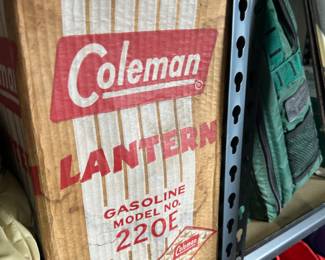 Coleman
LANTERN
GASOLINE
MODEL NO.
220E
Coleman